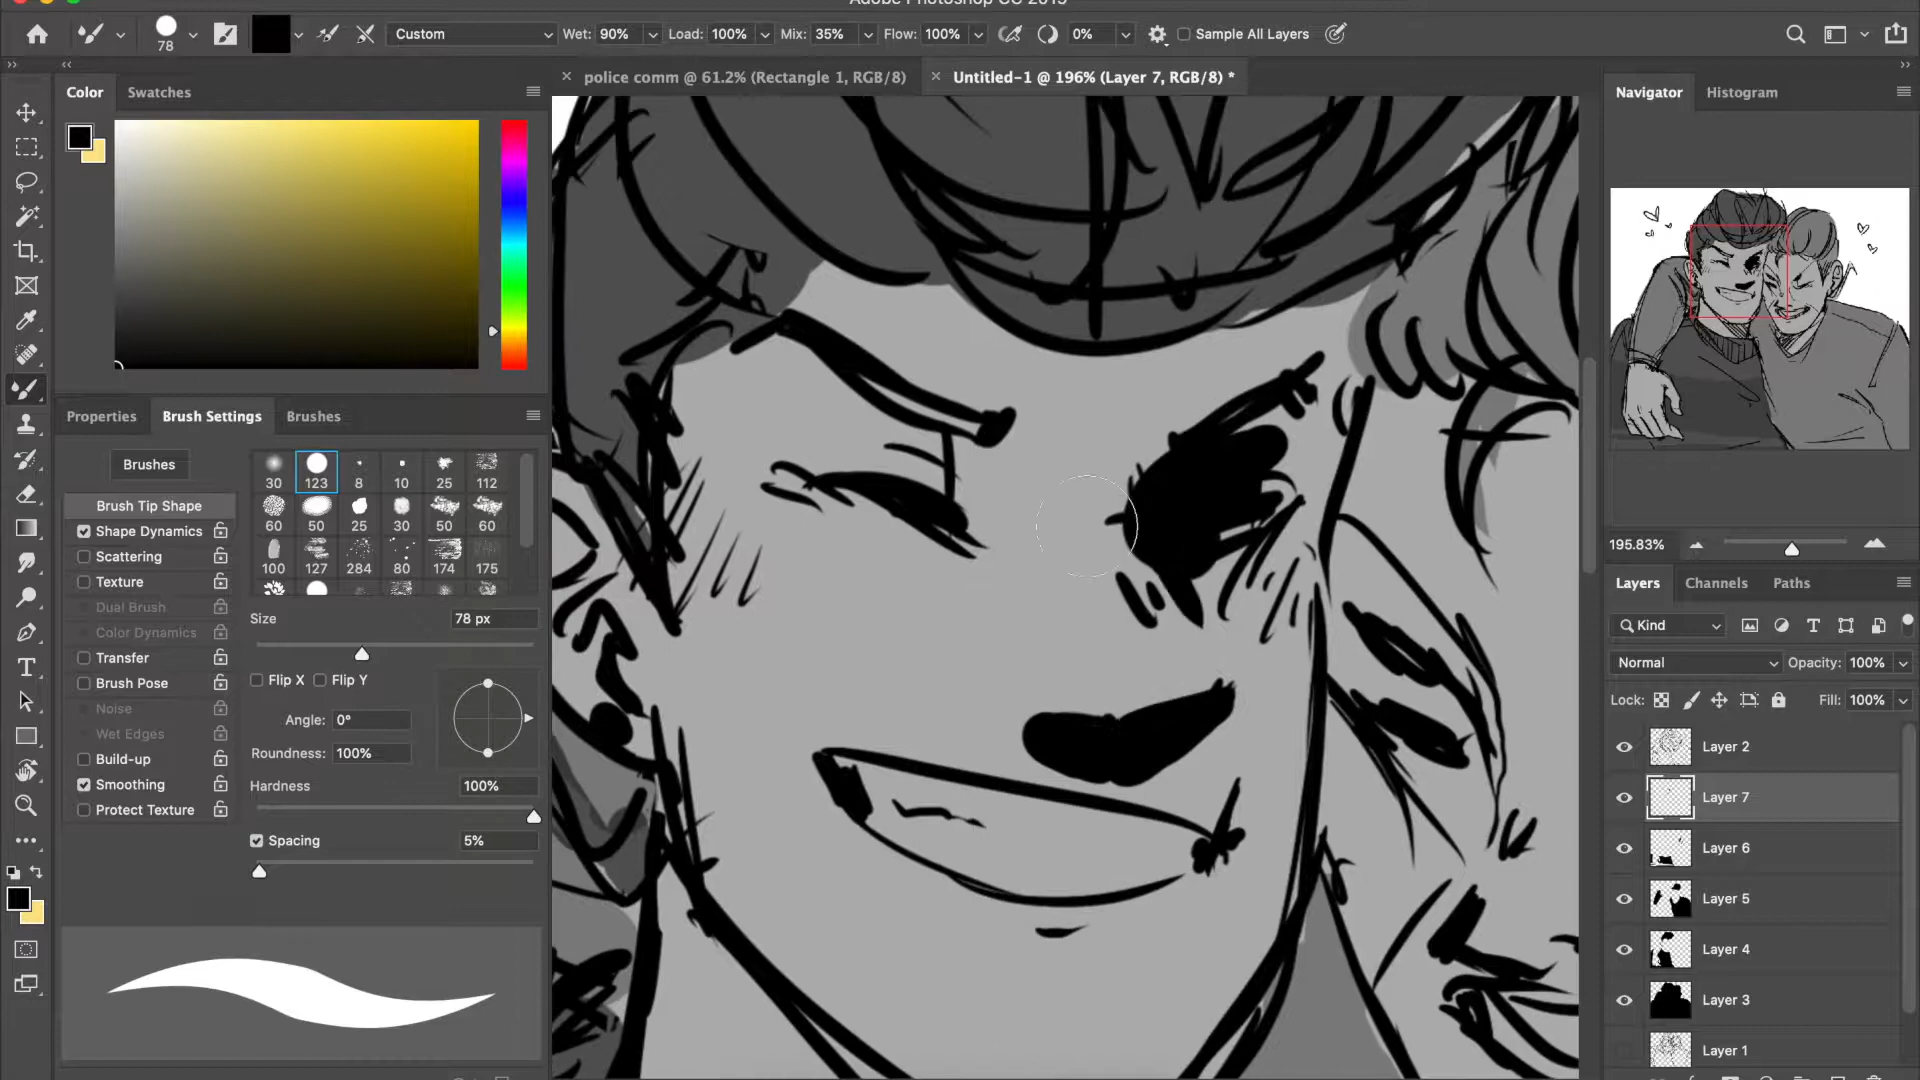 Adobe Photoshop CC 2019
78
Custom
Wet: 90%
Load: 100%
Mix: 35%
Flow: 100%
0%
Sample All Layers
police comm @ 61.2% (Rectangle 1, RGB/8)
Untitled-1 @ 196% (Layer 7, RGB/8) *
Color
Swatches
Properties
Brush Settings
Brushes
Brushes
Brush Tip Shape
Shape Dynamics
Scattering
Texture
Dual Brush
Color Dynamics
Transfer
Brush Pose
Noise
Wet Edges
Build-up
Smoothing
Protect Texture
30 123 8 10 25 112
60 50 25 30 50 60
100 127 284 80 174 175
Size 78 px
Flip X Flip Y
Angle: 0°
Roundness: 100%
Hardness 100%
Spacing 5%
Navigator
Histogram
195.83%
Layers
Channels
Paths
Kind
Normal Opacity: 100%
Lock: Fill: 100%
Layer 2
Layer 7
Layer 6
Layer 5
Layer 4
Layer 3
Layer 1